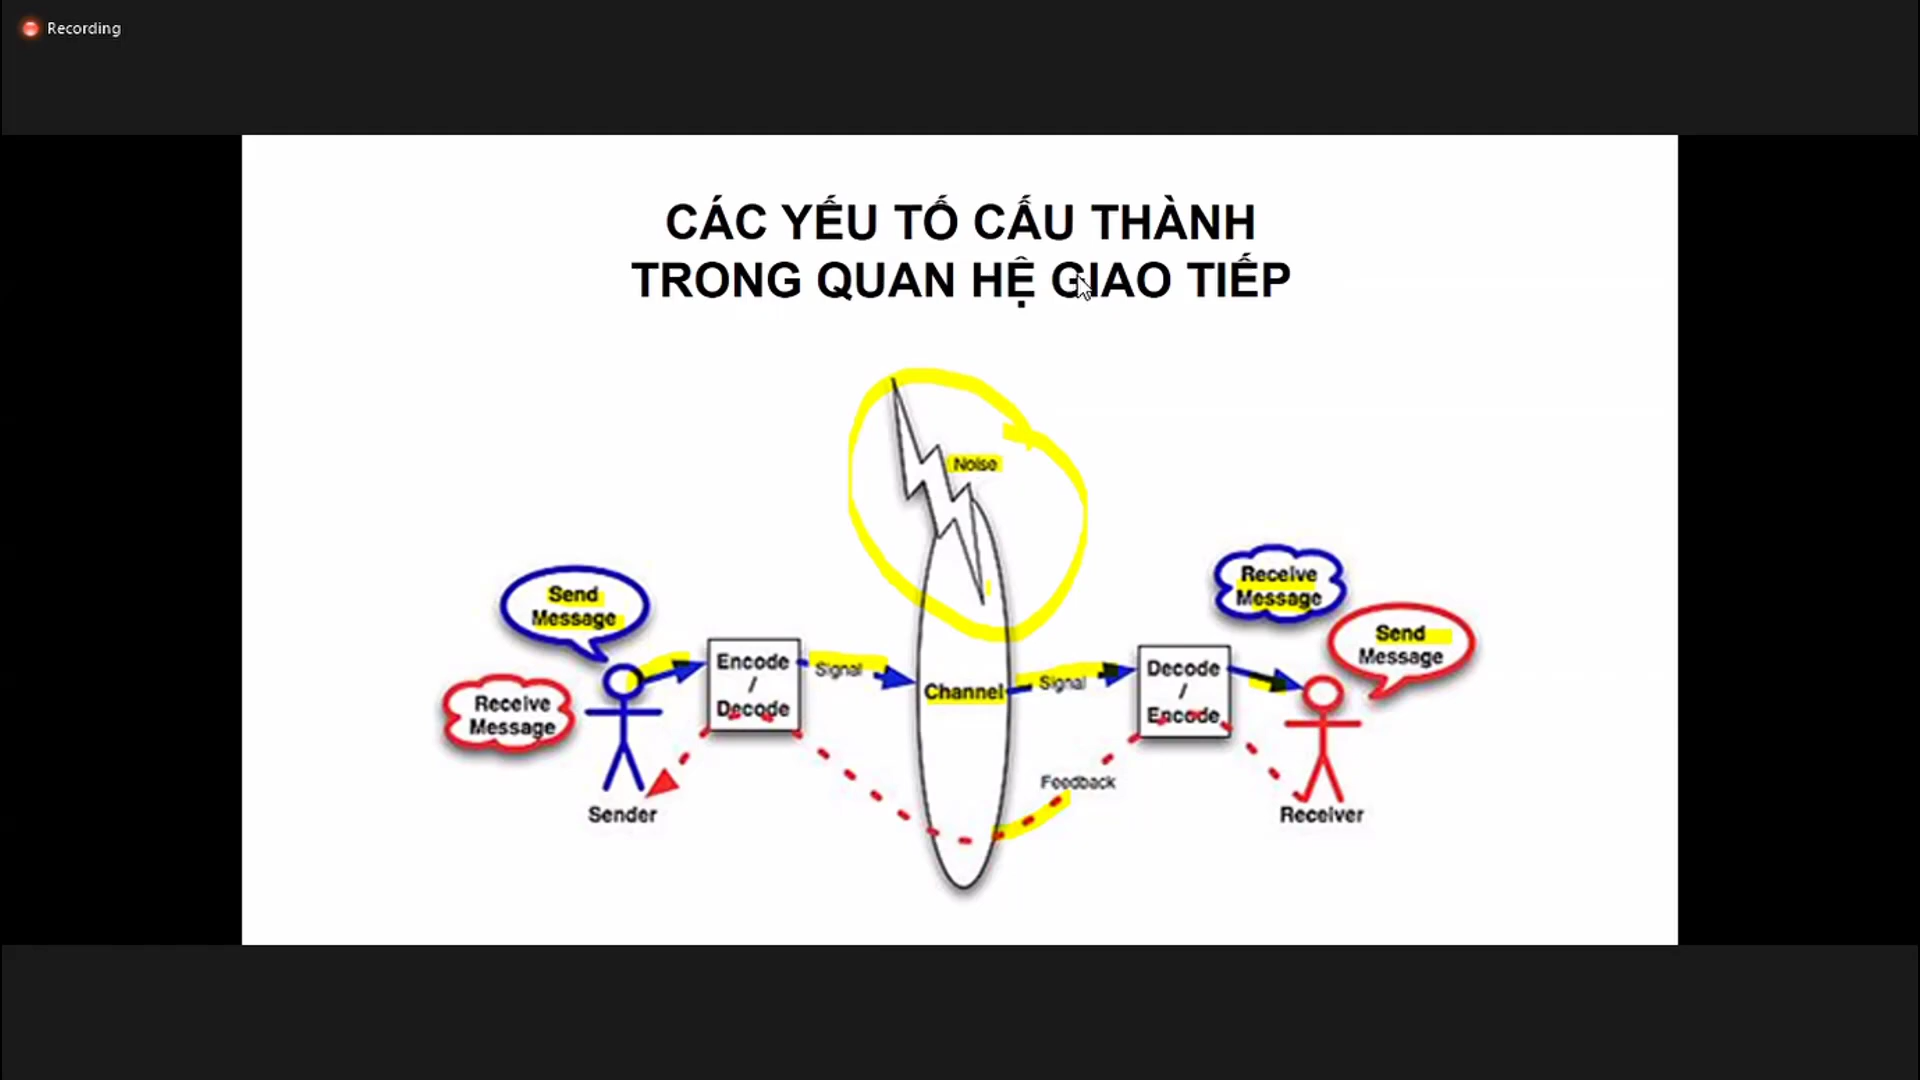 Recording
CÁC YẾU TỐ CẤU THÀNH
TRONG QUAN HỆ GIAO TIẾP
Noise
Send
Message
Receive
Message
Sender
Encode
/
Decode
Signal
Channel
Signal
Feedback
Decode
/
Encode
Receive
Message
Send
Message
Receiver